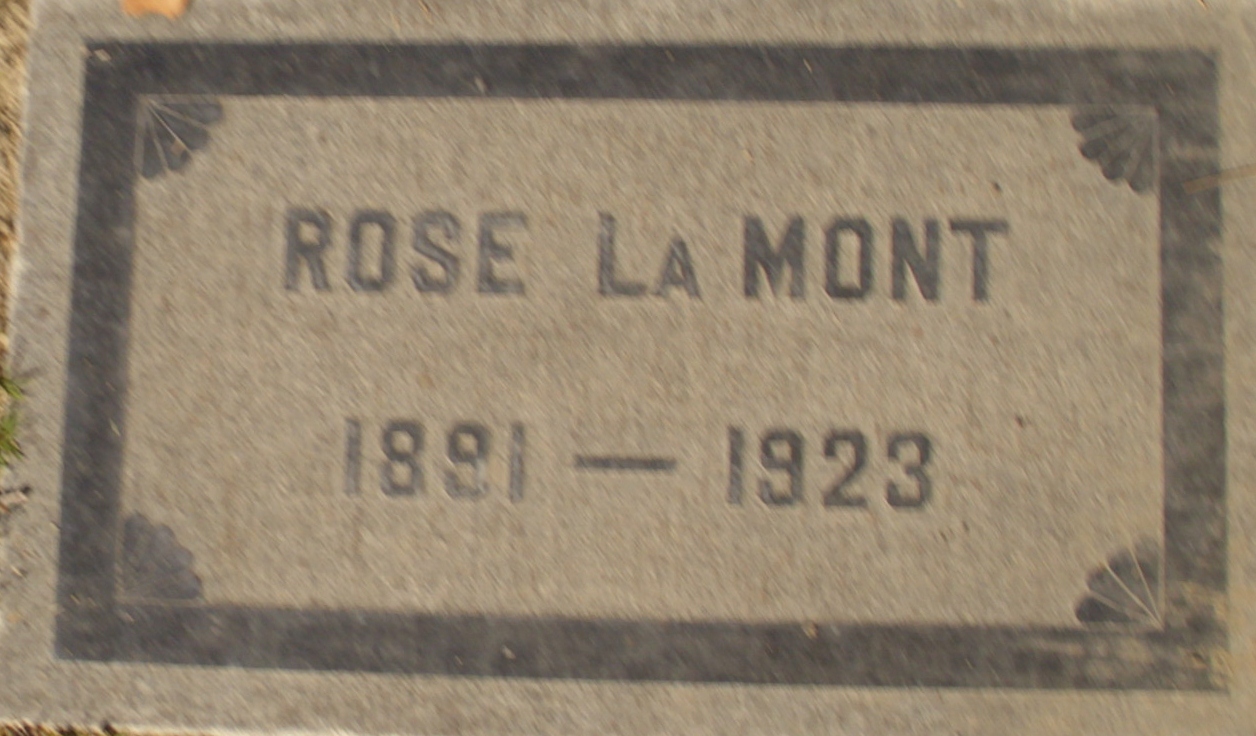 ROSE LA MONT
1891 — 1923